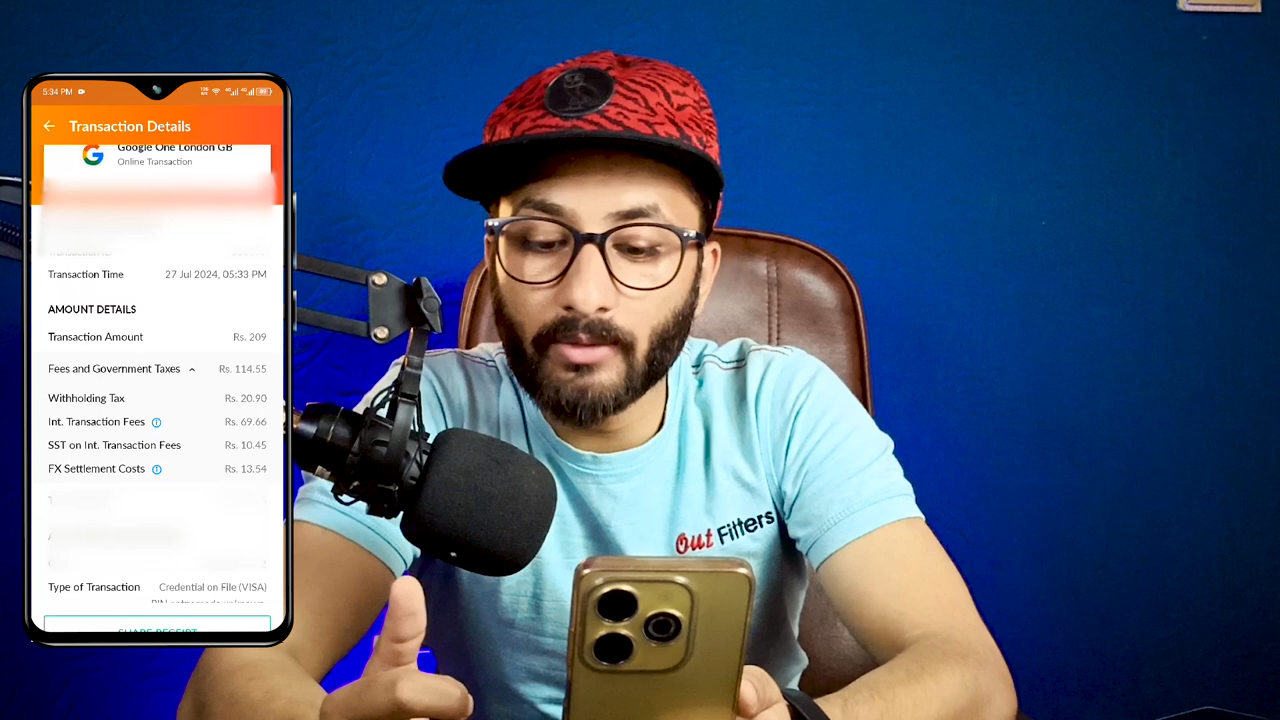 5:34 PM
Transaction Details
Google One London GB
Online Transaction
Transaction Time 27 Jul 2024, 05:33 PM
AMOUNT DETAILS
Transaction Amount Rs. 209
Fees and Government Taxes Rs. 114.55
Withholding Tax Rs. 20.90
Int. Transaction Fees Rs. 69.66
SST on Int. Transaction Fees Rs. 10.45
FX Settlement Costs Rs. 13.54
Type of Transaction Credential on File (VISA)
SHARE RECEIPT
Out Fitters